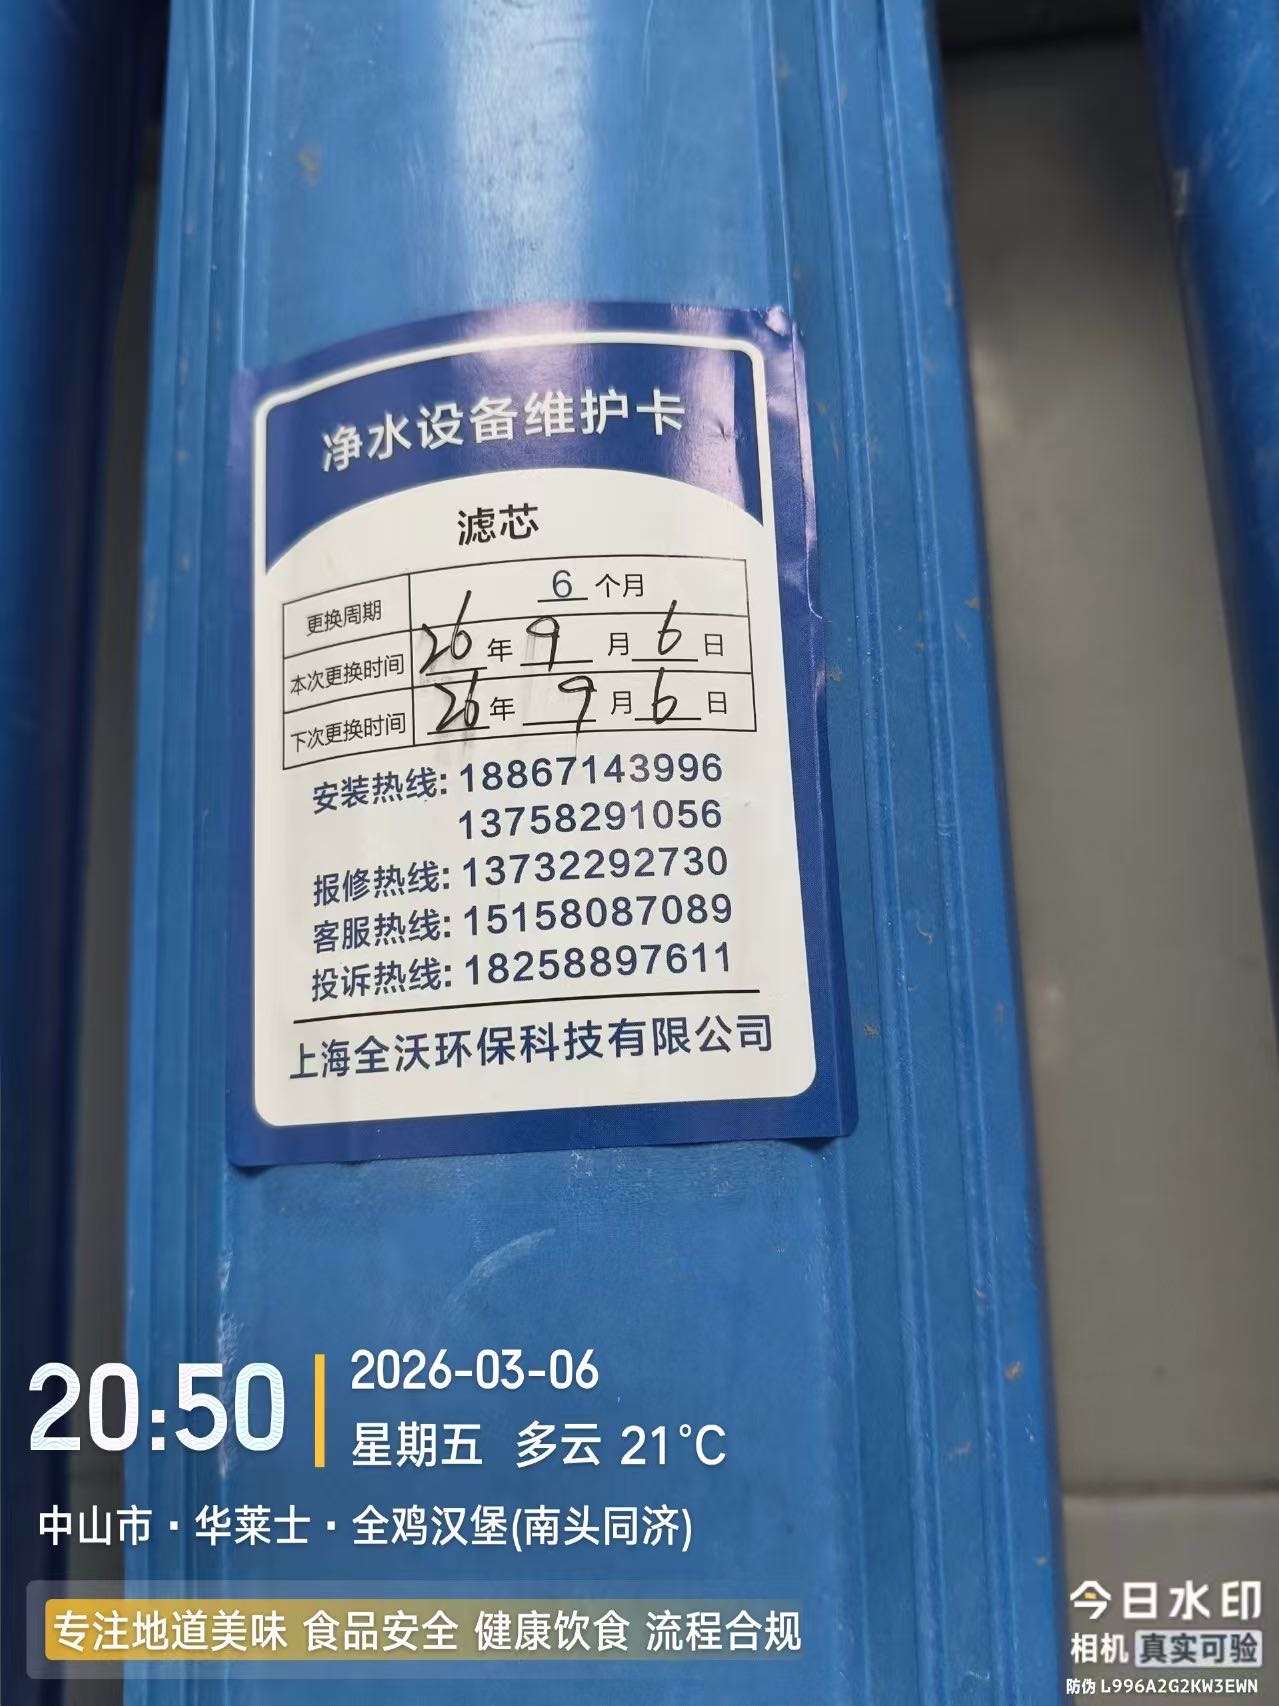 净水设备维护卡
滤芯
更换周期 6 个月
本次更换时间 26 年 9 月 6 日
下次更换时间 26 年 9 月 6 日
安装热线: 18867143996
13758291056
报修热线: 13732292730
客服热线: 15158087089
投诉热线: 18258897611
上海全沃环保科技有限公司
20:50
2026-03-06
星期五 多云 21°C
中山市·华莱士·全鸡汉堡(南头同济)
专注地道美味 食品安全 健康饮食 流程合规
今日水印
相机 真实可验
防伪 L996A2G2KW3EWN